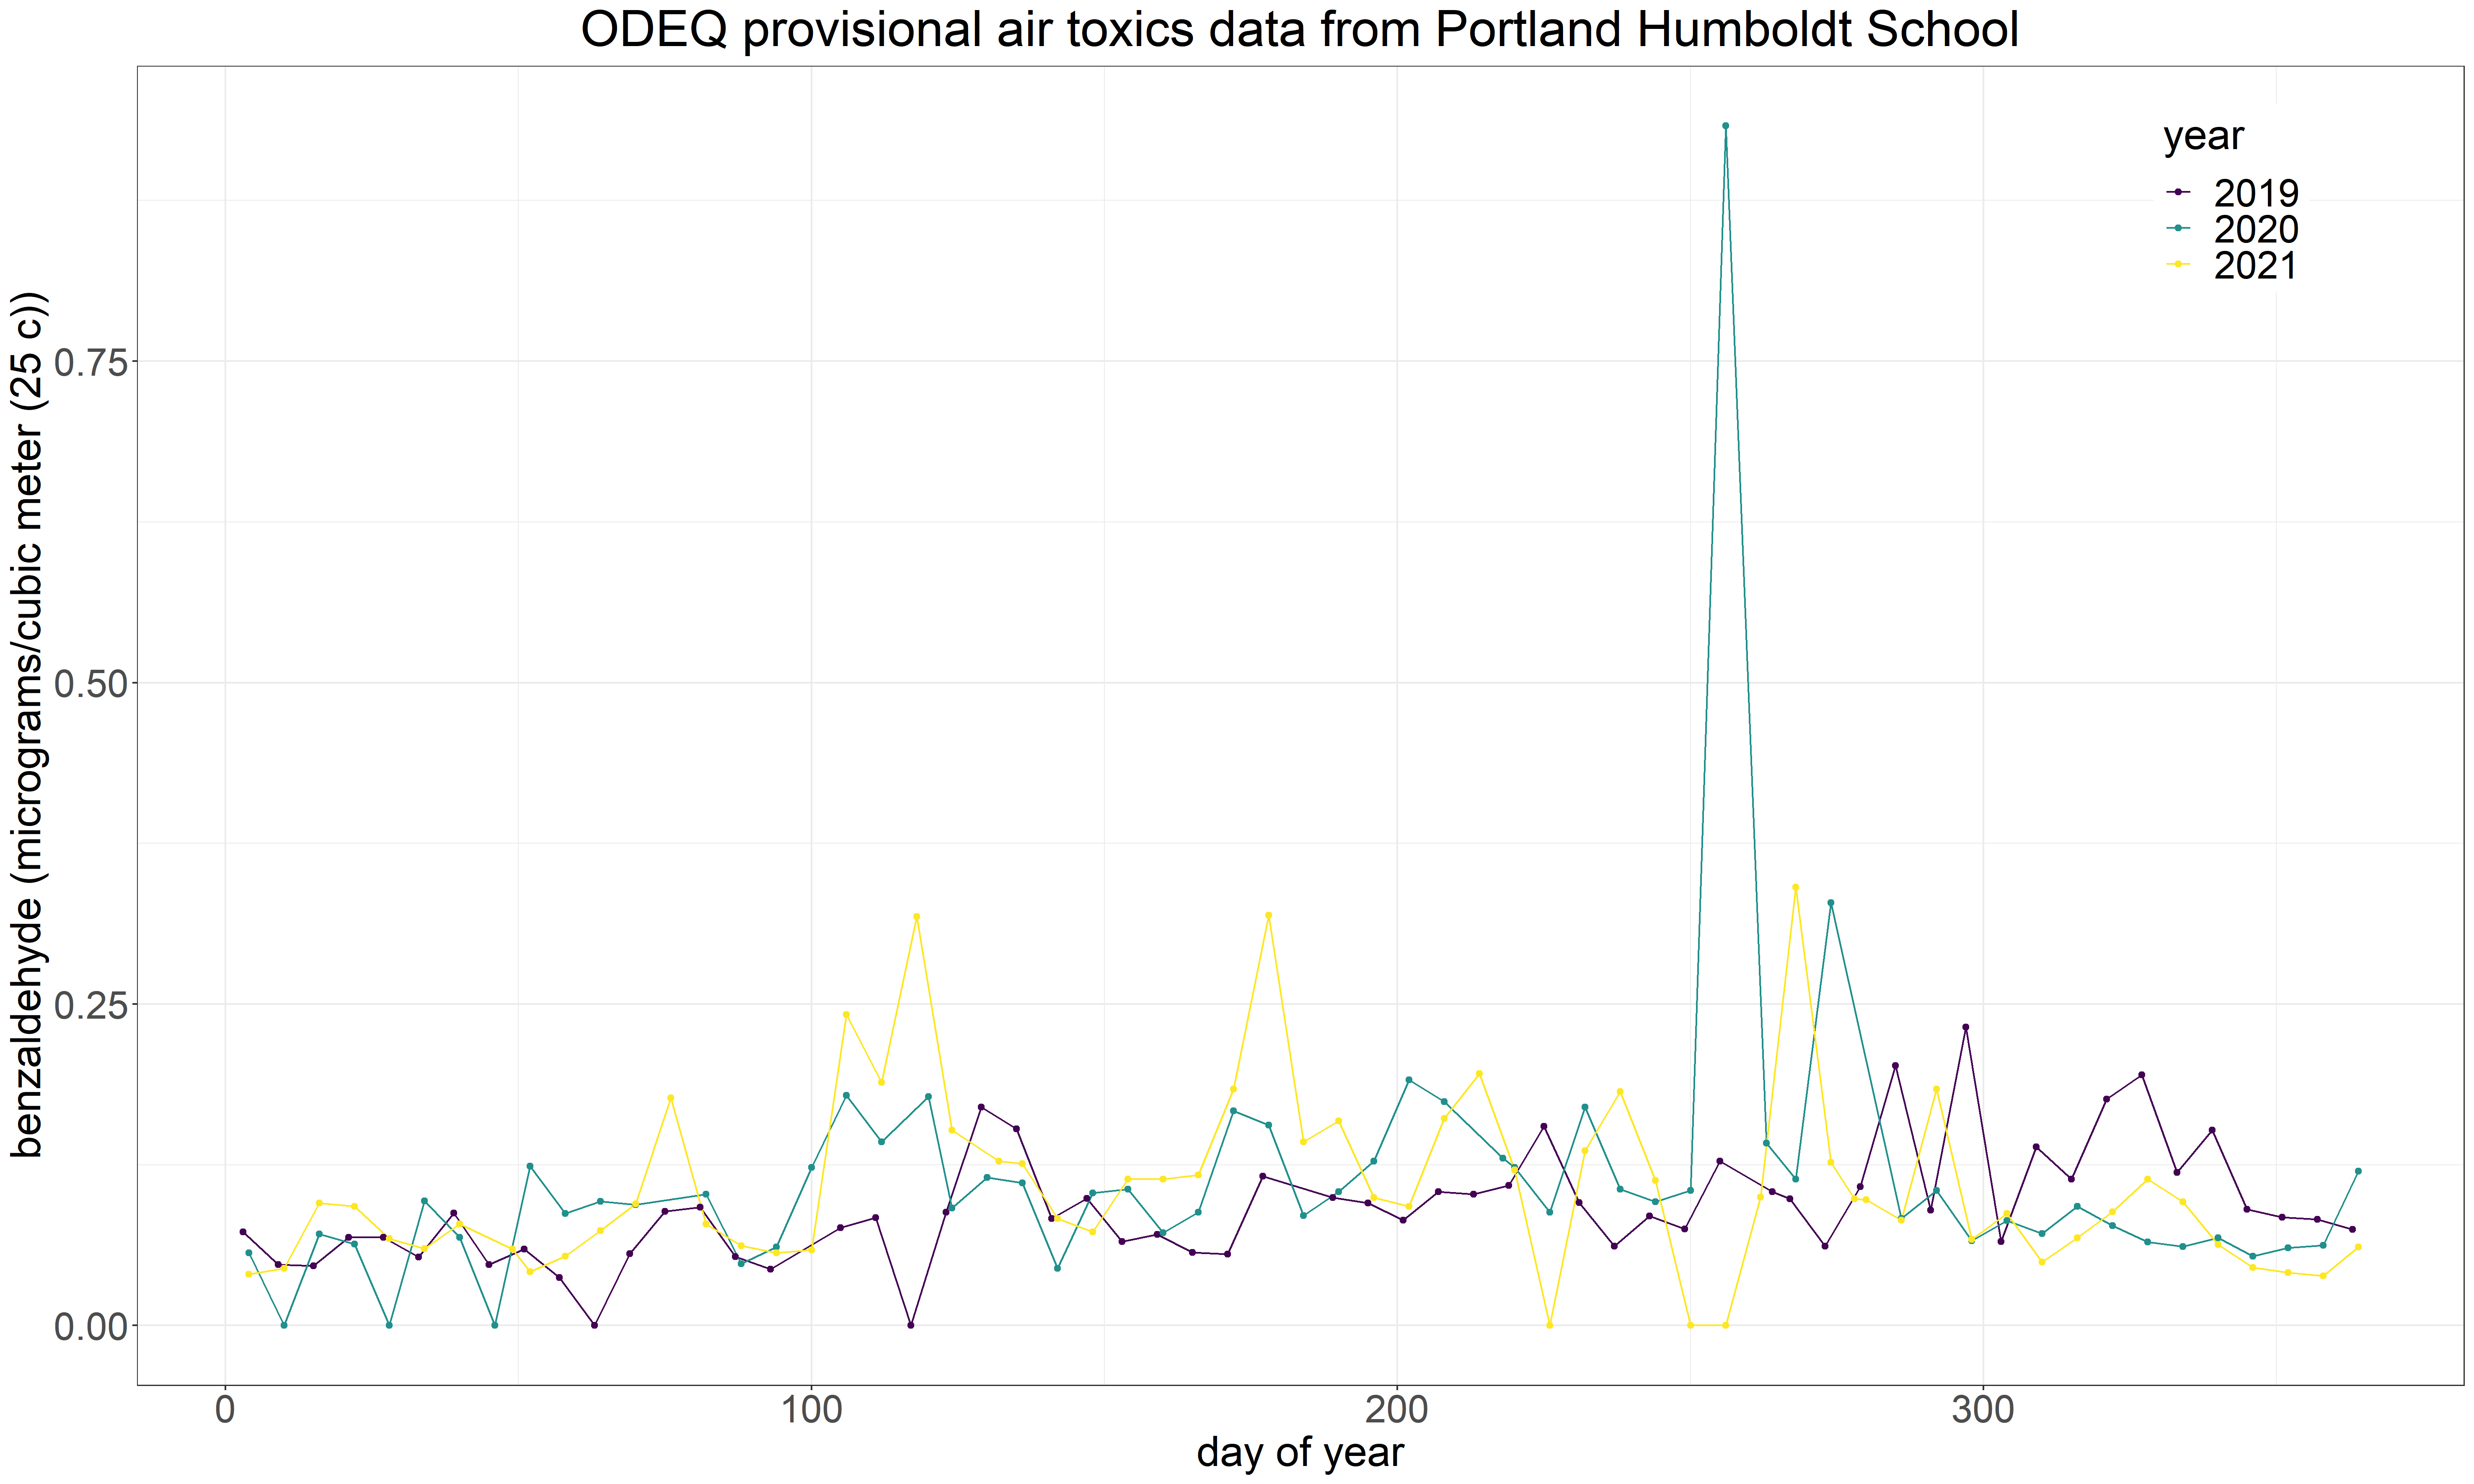 ODEQ provisional air toxics data from Portland Humboldt School
year
2019
2020
2021
benzaldehyde (micrograms/cubic meter (25 c))
0.75
0.50
0.25
0.00
0 100 200 300
day of year